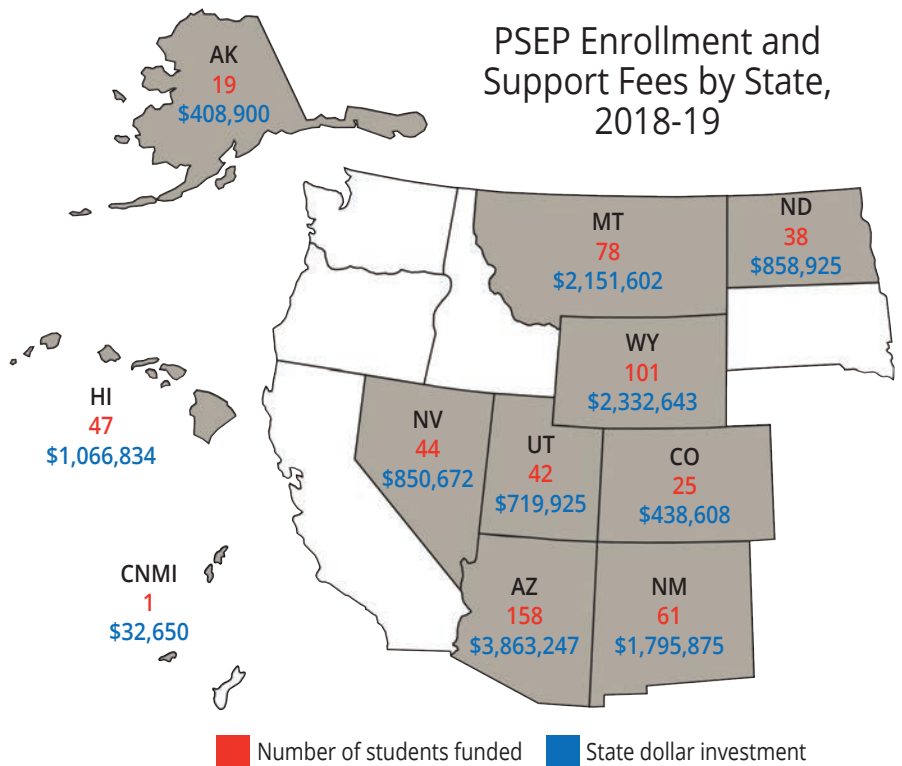 PSEP Enrollment and
Support Fees by State,
2018-19
AK
19
$408,900
MT
78
$2,151,602
ND
38
$858,925
WY
101
$2,332,643
HI
47
$1,066,834
NV
44
$850,672
UT
42
$719,925
CO
25
$438,608
CNMI
1
$32,650
AZ
158
$3,863,247
NM
61
$1,795,875
Number of students funded
State dollar investment